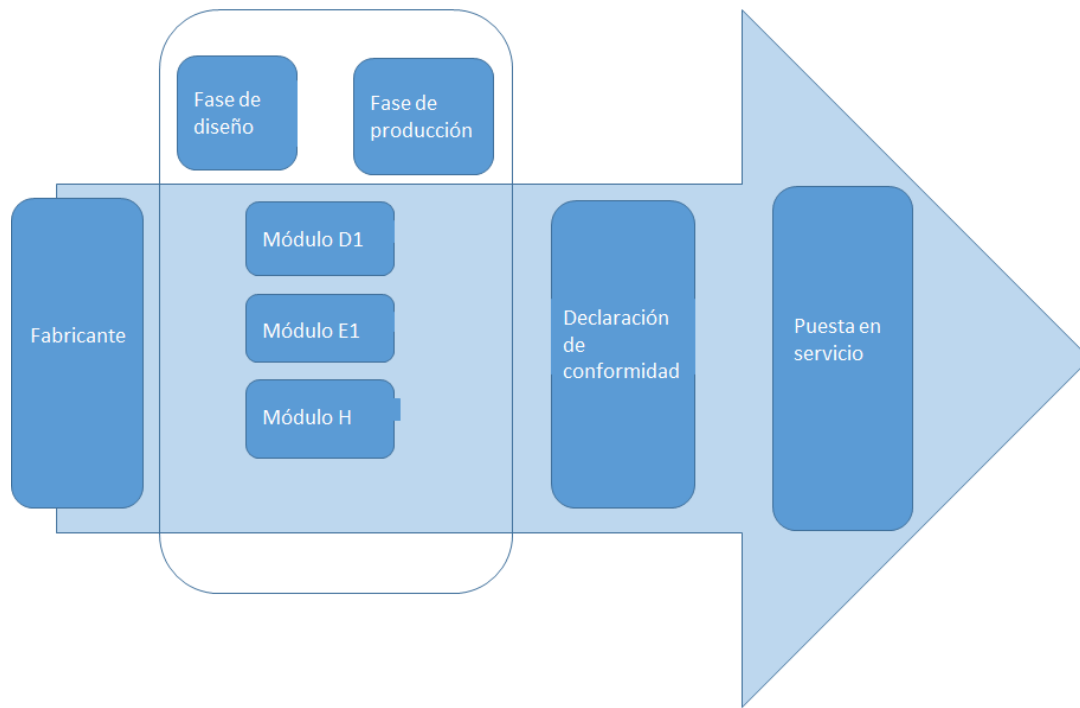 Fase de
diseño
Fase de
producción
Fabricante
Módulo D1
Módulo E1
Módulo H
Declaración
de
conformidad
Puesta en
servicio